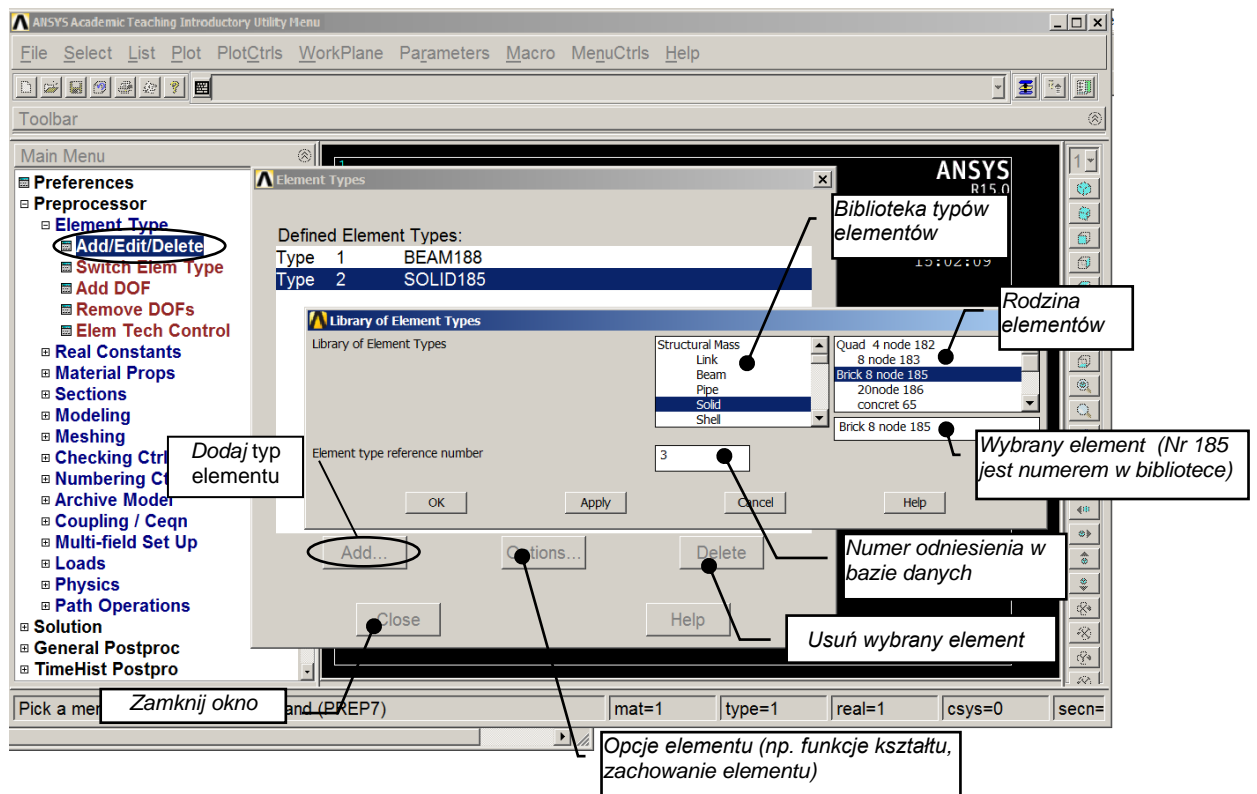 ANSYS Academic Teaching Introductory Utility Menu
File Select List Plot PlotCtrls WorkPlane Parameters Macro MenuCtrls Help
Toolbar
Main Menu
Preferences
Preprocessor
Element Type
Add/Edit/Delete
Switch Elem Type
Add DOF
Remove DOFs
Elem Tech Control
Real Constants
Material Props
Sections
Modeling
Meshing
Checking Ctrl
Numbering Ct
Archive Model
Coupling / Ceqn
Multi-field Set Up
Loads
Physics
Path Operations
Solution
General Postproc
TimeHist Postpro
1
ANSYS
R15.0
15:02:09
1
Element Types
Defined Element Types:
Type 1 BEAM188
Type 2 SOLID185
Library of Element Types
Library of Element Types
Structural Mass
Link
Beam
Pipe
Solid
Shell
Quad 4 node 182
8 node 183
Brick 8 node 185
20node 186
concret 65
Brick 8 node 185
Element type reference number
3
OK Apply Cancel Help
Add... Options... Delete
Close Help
Biblioteka typów
elementów
Rodzina
elementów
Wybrany element (Nr 185
jest numerem w bibliotece)
Dodaj typ
elementu
Numer odniesienia w
bazie danych
Usuń wybrany element
Zamknij okno
Opcje elementu (np. funkcje kształtu,
zachowanie elementu)
Pick a me and (PREP7) mat=1 type=1 real=1 csys=0 secn=